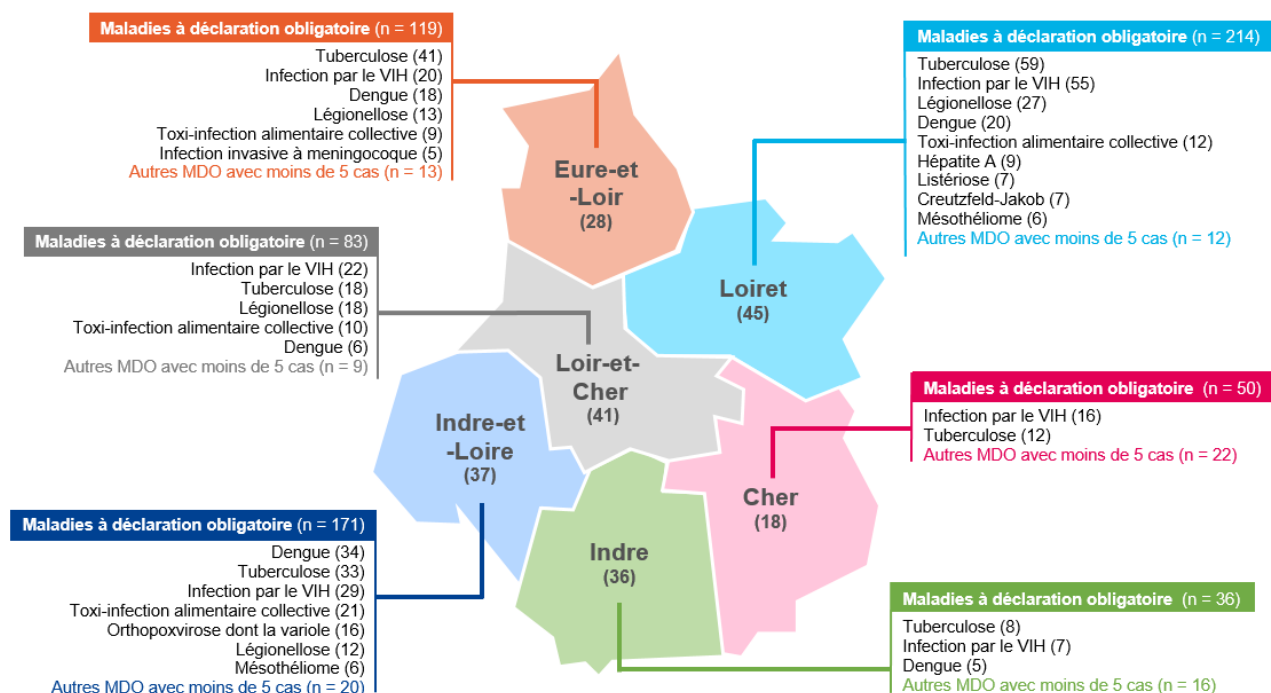 Maladies à déclaration obligatoire (n = 119)
Tuberculose (41)
Infection par le VIH (20)
Dengue (18)
Légionellose (13)
Toxi-infection alimentaire collective (9)
Infection invasive à meningocoque (5)
Autres MDO avec moins de 5 cas (n = 13)
Maladies à déclaration obligatoire (n = 214)
Tuberculose (59)
Infection par le VIH (55)
Légionellose (27)
Dengue (20)
Toxi-infection alimentaire collective (12)
Hépatite A (9)
Listériose (7)
Creutzfeld-Jakob (7)
Mésothéliome (6)
Autres MDO avec moins de 5 cas (n = 12)
Eure-et
-Loir
(28)
Maladies à déclaration obligatoire (n = 83)
Infection par le VIH (22)
Tuberculose (18)
Légionellose (18)
Toxi-infection alimentaire collective (10)
Dengue (6)
Autres MDO avec moins de 5 cas (n = 9)
Loiret
(45)
Loir-et-
Cher
(41)
Maladies à déclaration obligatoire (n = 50)
Infection par le VIH (16)
Tuberculose (12)
Autres MDO avec moins de 5 cas (n = 22)
Indre-et
-Loire
(37)
Cher
(18)
Maladies à déclaration obligatoire (n = 171)
Dengue (34)
Tuberculose (33)
Infection par le VIH (29)
Toxi-infection alimentaire collective (21)
Orthopoxvirose dont la variole (16)
Légionellose (12)
Mésothéliome (6)
Autres MDO avec moins de 5 cas (n = 20)
Indre
(36)
Maladies à déclaration obligatoire (n = 36)
Tuberculose (8)
Infection par le VIH (7)
Dengue (5)
Autres MDO avec moins de 5 cas (n = 16)